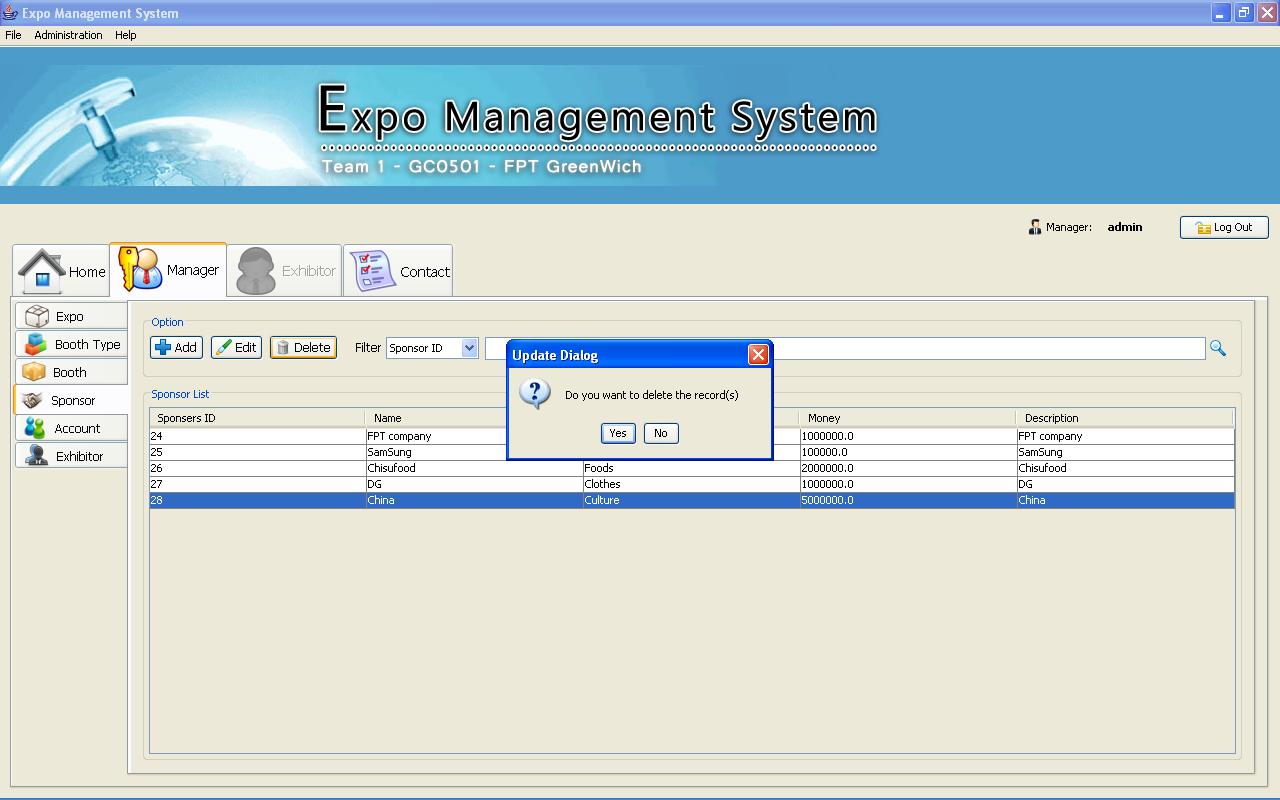 Expo Management System
File Administration Help
Expo Management System
Team 1 - GC0501 - FPT GreenWich
Manager: admin Log Out
Home Manager Exhibitor Contact
Expo
Booth Type
Booth
Sponsor
Account
Exhibitor
Option
Add Edit Delete Filter Sponsor ID
Update Dialog
Do you want to delete the record(s)
Yes No
Sponsor List
Sponsers ID Name Money Description
24 FPT company 1000000.0 FPT company
25 SamSung 100000.0 SamSung
26 Chisufood Foods 2000000.0 Chisufood
27 DG Clothes 1000000.0 DG
28 China Culture 5000000.0 China